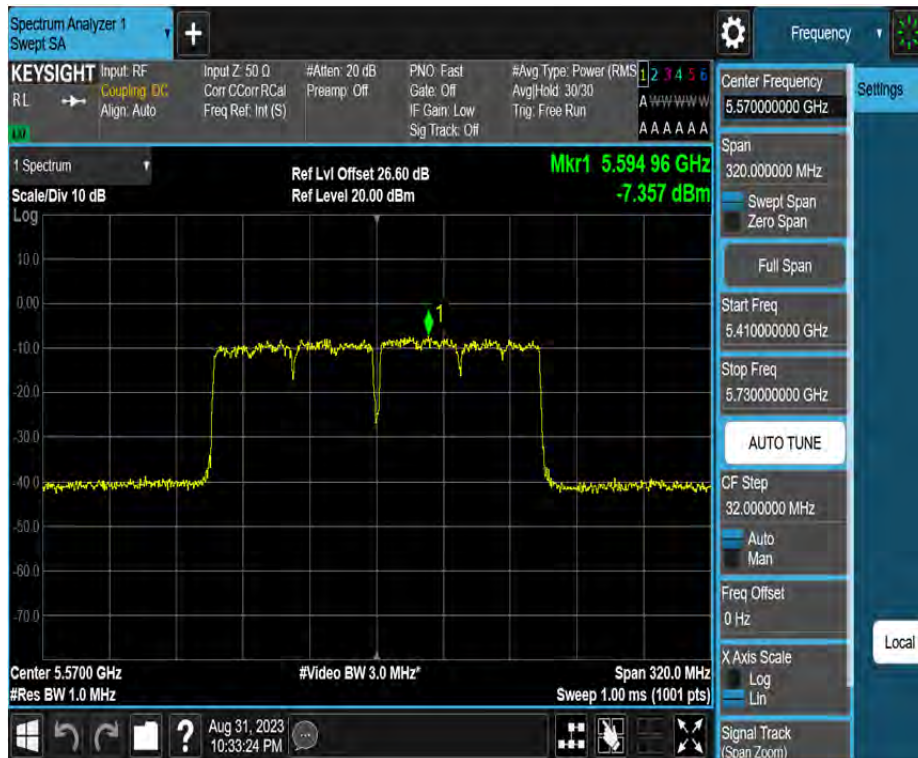 Spectrum Analyzer 1
Swept SA
+
Frequency
KEYSIGHT
RL
Input: RF
Coupling: DC
Align: Auto
Input Z: 50 Ω
Corr CCorr RCal
Freq Ref: Int (S)
#Atten: 20 dB
Preamp: Off
PNO: Fast
Gate: Off
IF Gain: Low
Sig Track: Off
#Avg Type: Power (RMS
Avg|Hold: 30/30
Trig: Free Run
1 2 3 4 5 6
A W W W W W
A A A A A A
1 Spectrum
Scale/Div 10 dB
Log
Ref Lvl Offset 26.60 dB
Ref Level 20.00 dBm
Mkr1 5.594 96 GHz
-7.357 dBm
10.0
0.00
-10.0
-20.0
-30.0
-40.0
-50.0
-60.0
-70.0
1
Center 5.5700 GHz
#Res BW 1.0 MHz
#Video BW 3.0 MHz*
Span 320.0 MHz
Sweep 1.00 ms (1001 pts)
Center Frequency
5.570000000 GHz
Settings
Span
320.000000 MHz
Swept Span
Zero Span
Full Span
Start Freq
5.410000000 GHz
Stop Freq
5.730000000 GHz
AUTO TUNE
CF Step
32.000000 MHz
Auto
Man
Freq Offset
0 Hz
X Axis Scale
Log
Lin
Local
Signal Track
(Span Zoom)
?
Aug 31, 2023
10:33:24 PM